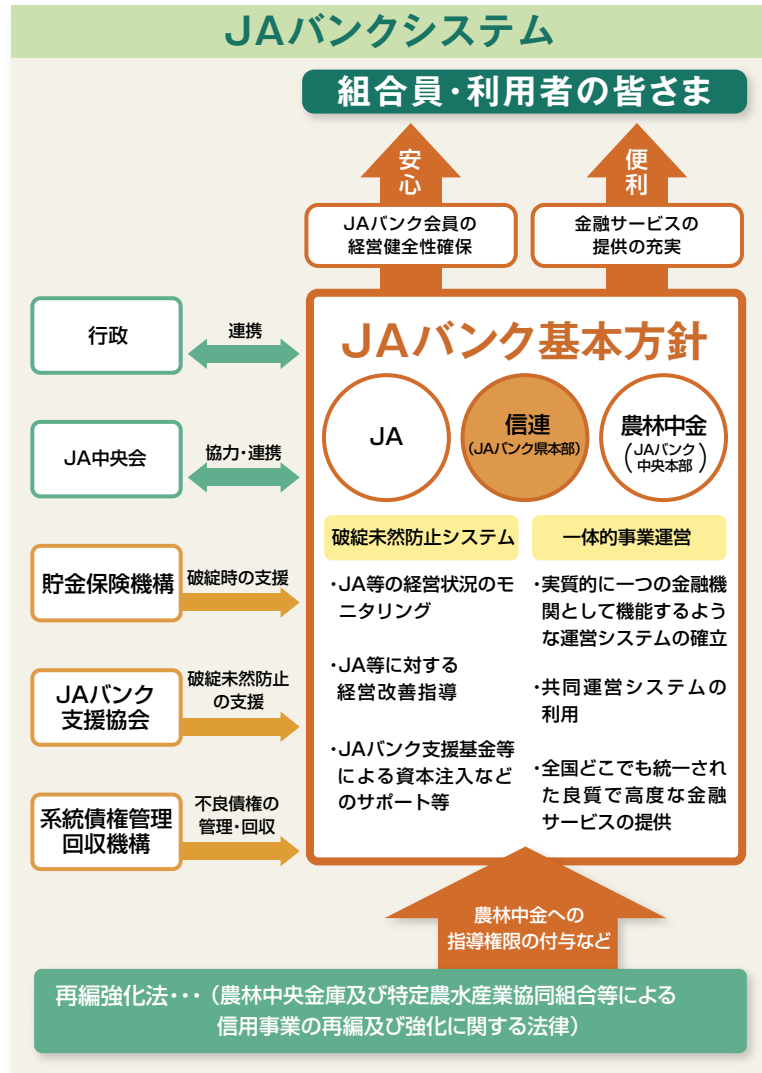 JAバンクシステム
組合員・利用者の皆さま
安心
便利
JAバンク会員の
経営健全性確保
金融サービスの
提供の充実
行政
連携
JA中央会
協力・連携
貯金保険機構
破綻時の支援
JAバンク
支援協会
破綻未然防止
の支援
系統債権管理
回収機構
不良債権の
管理・回収
JAバンク基本方針
JA
信連
(JAバンク県本部)
農林中金
(JAバンク
中央本部)
破綻未然防止システム
・JA等の経営状況のモ
ニタリング
・JA等に対する
経営改善指導
・JAバンク支援基金等
による資本注入など
のサポート等
一体的事業運営
・実質的に一つの金融機
関として機能するよう
な運営システムの確立
・共同運営システムの
利用
・全国どこでも統一され
た良質で高度な金融
サービスの提供
農林中金への
指導権限の付与など
再編強化法・・・(農林中央金庫及び特定農水産業協同組合等による
信用事業の再編及び強化に関する法律)